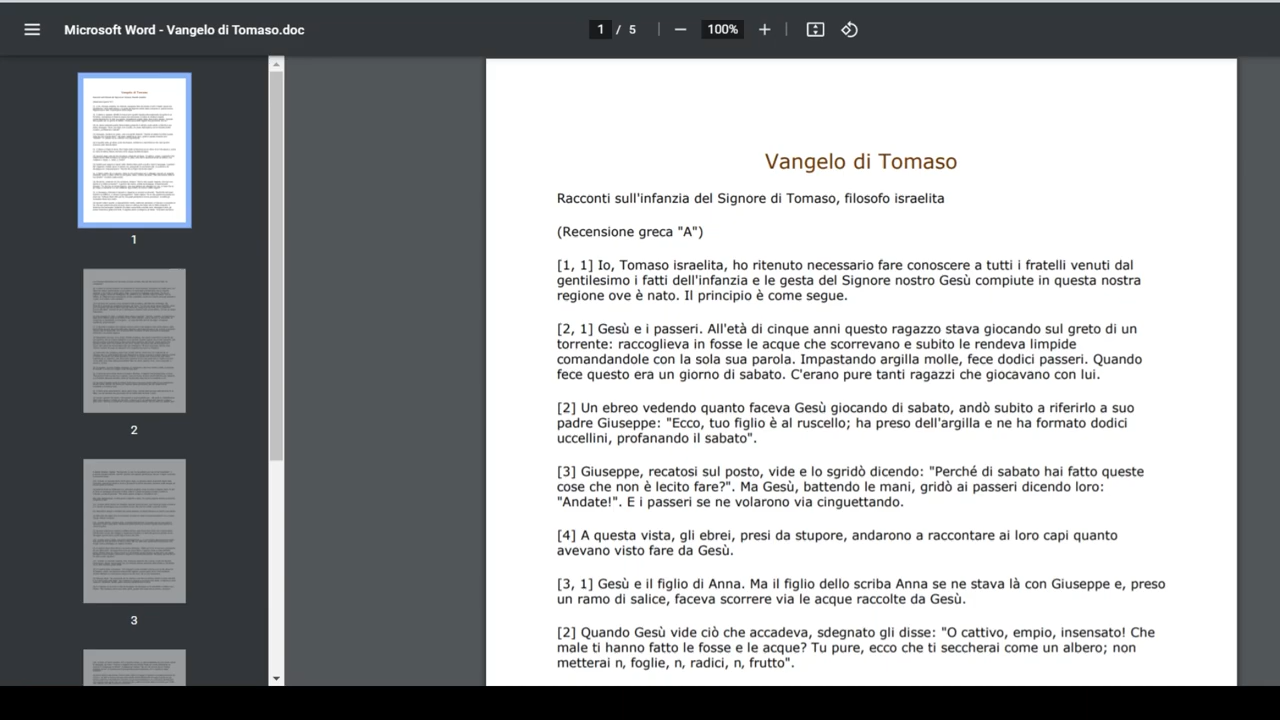 Microsoft Word - Vangelo di Tomaso.doc
1 / 5
100%
1
2
3
Vangelo di Tomaso
Racconti sull'infanzia del Signore di Tomaso, filosofo israelita
(Recensione greca "A")
[1, 1] Io, Tomaso israelita, ho ritenuto necessario fare conoscere a tutti i fratelli venuti dal
gentilesimo i fatti dell'infanzia e le gesta del Signore nostro Gesù compiute in questa nostra
regione ove è nato. Il principio è come segue.
[2, 1] Gesù e i passeri. All'età di cinque anni questo ragazzo stava giocando sul greto di un
torrente: raccoglieva in fosse le acque che scorrevano e subito le rendeva limpide
comandandole con la sola sua parola. Impastando argilla molle, fece dodici passeri. Quando
fece questo era un giorno di sabato. C'erano pure tanti ragazzi che giocavano con lui.
[2] Un ebreo vedendo quanto faceva Gesù giocando di sabato, andò subito a riferirlo a suo
padre Giuseppe: "Ecco, tuo figlio è al ruscello; ha preso dell'argilla e ne ha formato dodici
uccellini, profanando il sabato".
[3] Giuseppe, recatosi sul posto, vide e lo sgridò dicendo: "Perché di sabato hai fatto queste
cose che non è lecito fare?". Ma Gesù, battendo le mani, gridò ai passeri dicendo loro:
"Andate!". E i passeri se ne volarono via cinguettando.
[4] A questa vista, gli ebrei, presi da stupore, andarono a raccontare ai loro capi quanto
avevano visto fare da Gesù.
[3, 1] Gesù e il figlio di Anna. Ma il figlio dello scriba Anna se ne stava là con Giuseppe e, preso
un ramo di salice, faceva scorrere via le acque raccolte da Gesù.
[2] Quando Gesù vide ciò che accadeva, sdegnato gli disse: "O cattivo, empio, insensato! Che
male ti hanno fatto le fosse e le acque? Tu pure, ecco che ti seccherai come un albero; non
metterai n, foglie, n, radici, n, frutto".